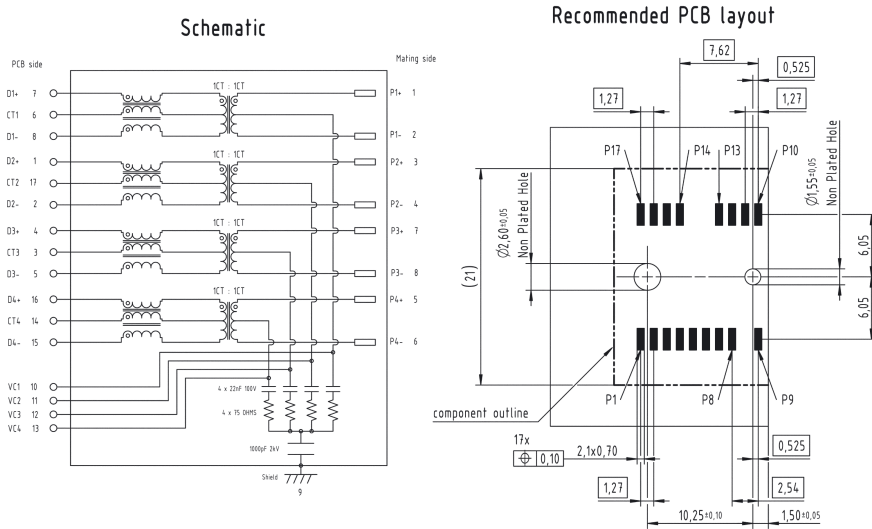 Schematic
PCB side
Mating side
D1+ 7
1CT : 1CT
P1+ 1
CT1 6
D1- 8
P1- 2
D2+ 1
1CT : 1CT
P2+ 3
CT2 17
D2- 2
P2- 4
D3+ 4
1CT : 1CT
P3+ 7
CT3 3
D3- 5
P3- 8
D4+ 16
1CT : 1CT
P4+ 5
CT4 14
D4- 15
P4- 6
VC1 10
VC2 11
VC3 12
VC4 13
4 x 22nF 100V
4 x 75 OHMS
1000pF 2kV
Shield
9
Recommended PCB layout
7,62
0,525
1,27
1,27
P17
P14
P13
P10
Ø2,60±0,05
Non Plated Hole
Ø1,55±0,05
Non Plated Hole
(21)
6,05
6,05
P1
P8
P9
component outline
17x
⌖ 0,10
2,1x0,70
0,525
1,27
2,54
10,25±0,10
1,50±0,05